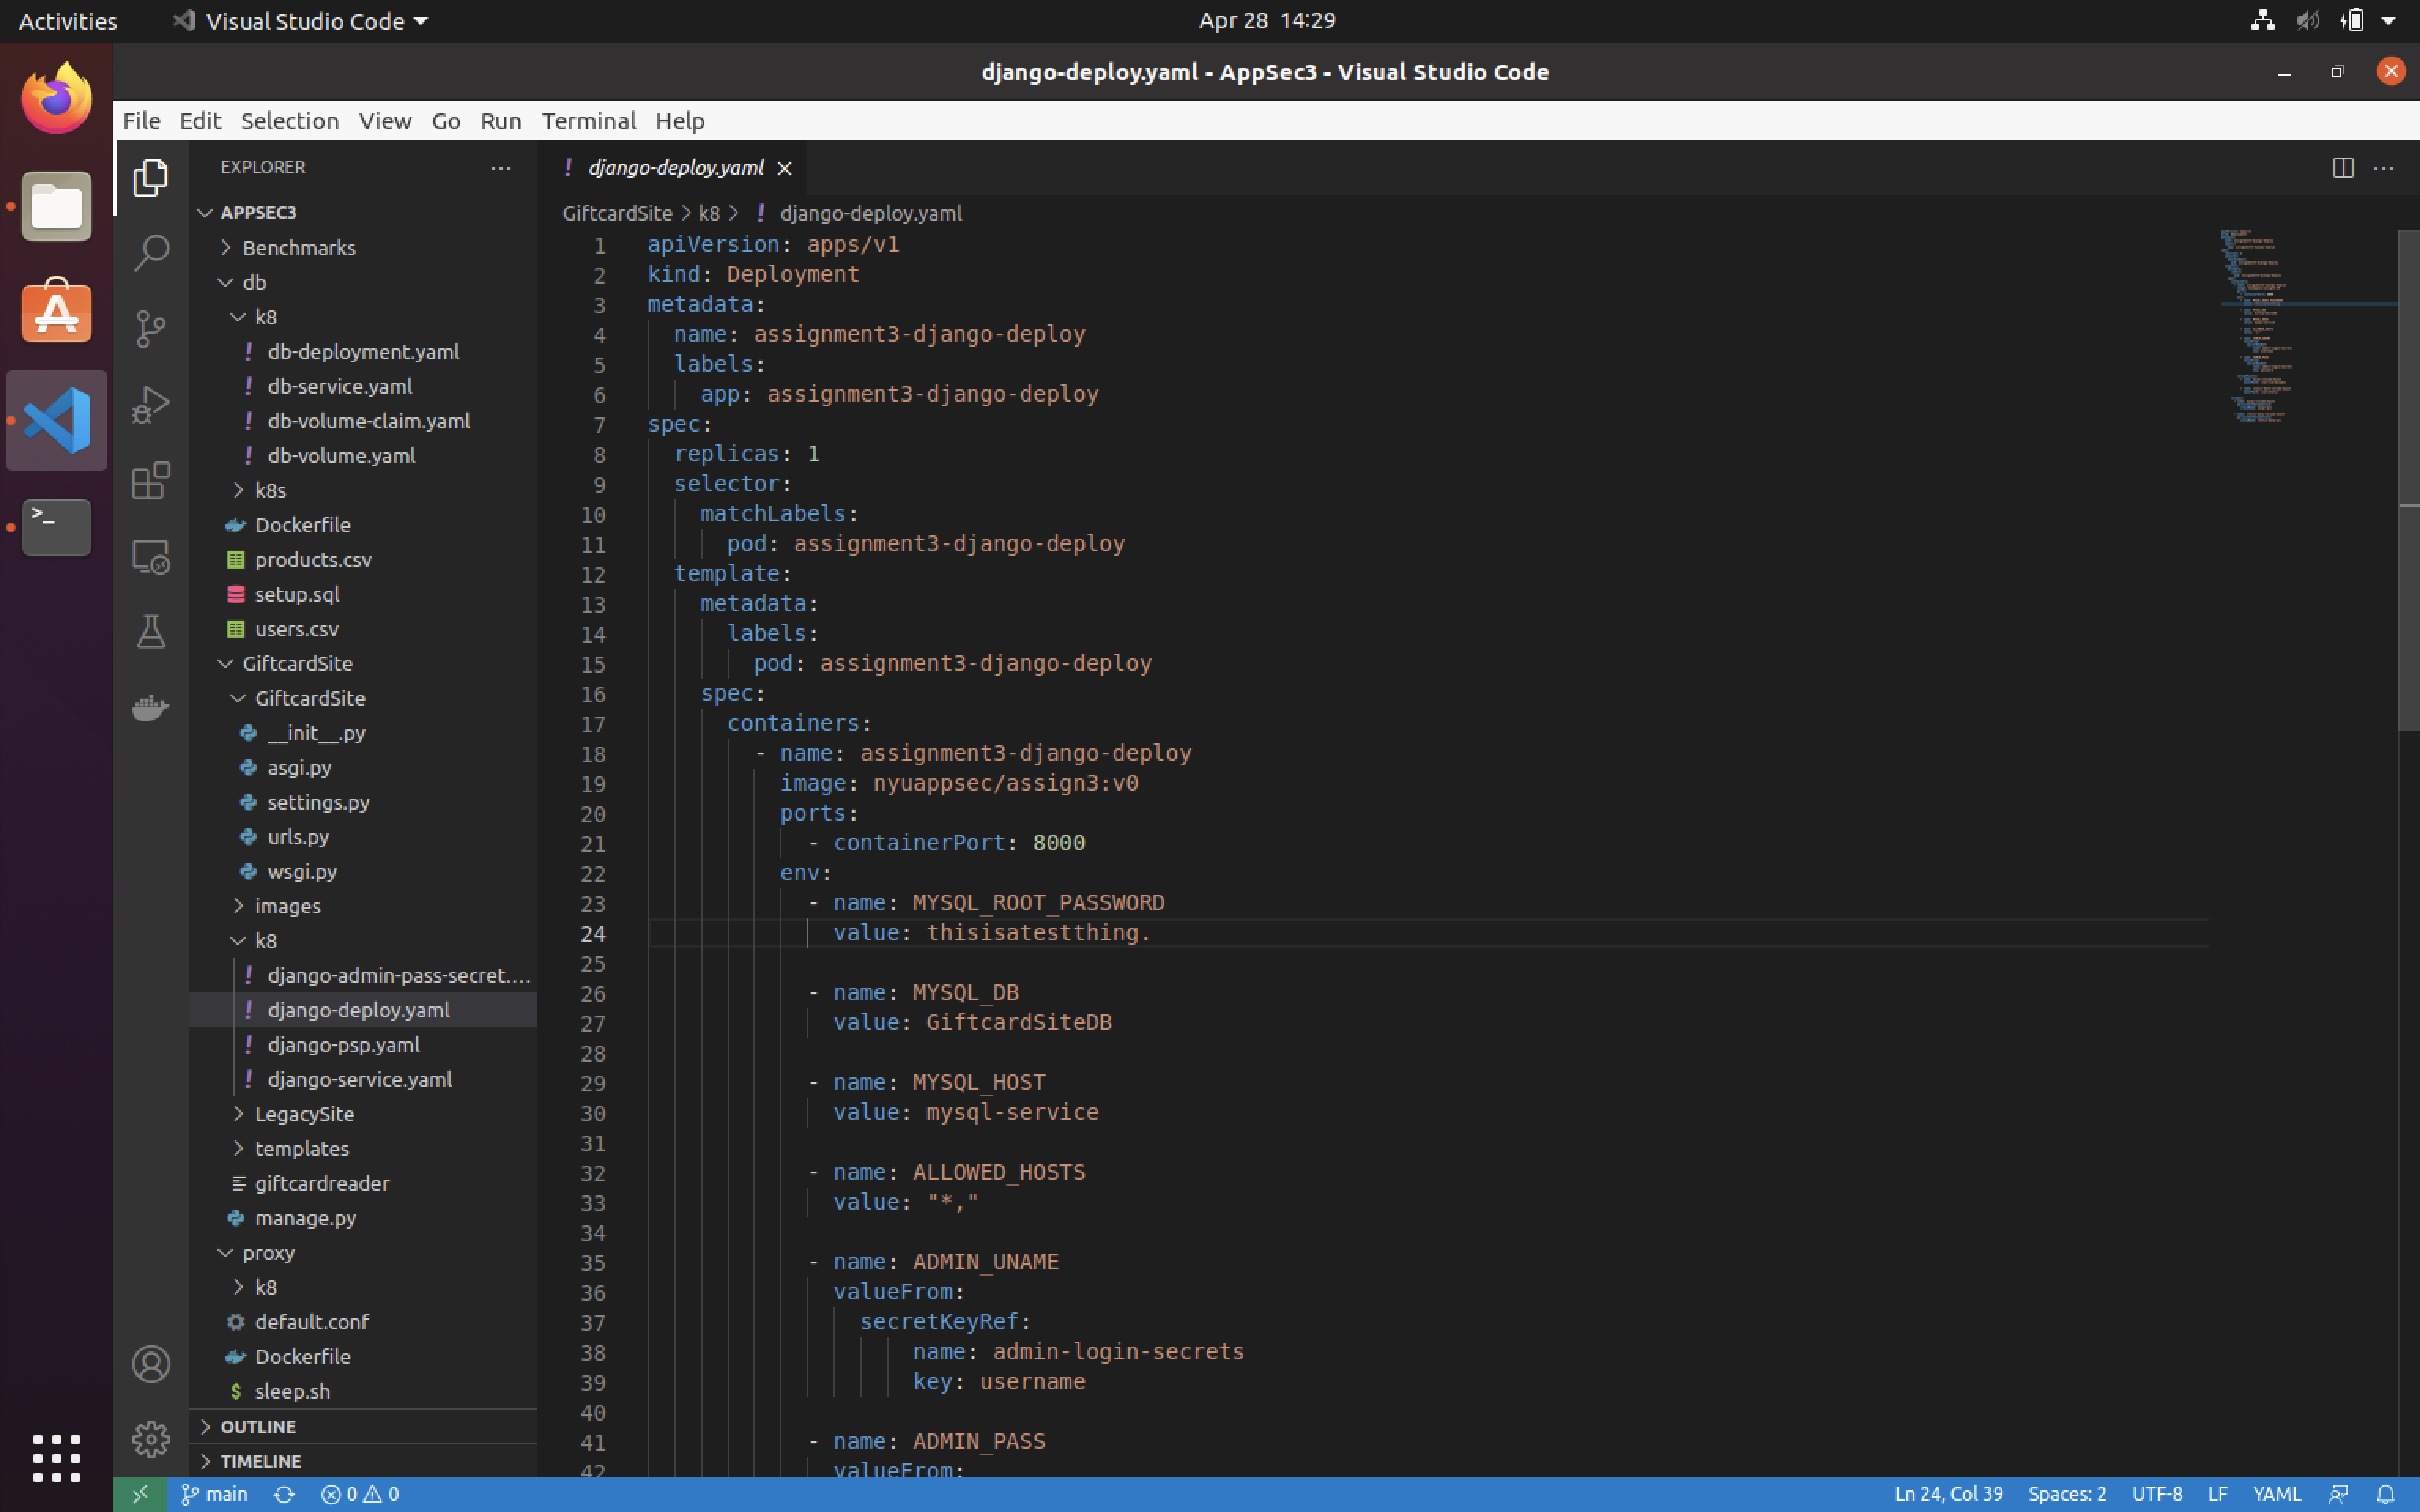 Activities
Visual Studio Code
Apr 28 14:29
django-deploy.yaml - AppSec3 - Visual Studio Code
File Edit Selection View Go Run Terminal Help
EXPLORER
APPSEC3
Benchmarks
db
k8
! db-deployment.yaml
! db-service.yaml
! db-volume-claim.yaml
! db-volume.yaml
k8s
Dockerfile
products.csv
setup.sql
users.csv
GiftcardSite
GiftcardSite
__init__.py
asgi.py
settings.py
urls.py
wsgi.py
images
k8
! django-admin-pass-secret....
! django-deploy.yaml
! django-psp.yaml
! django-service.yaml
LegacySite
templates
giftcardreader
manage.py
proxy
k8
default.conf
Dockerfile
$ sleep.sh
OUTLINE
TIMELINE
! django-deploy.yaml
GiftcardSite > k8 > ! django-deploy.yaml
1 apiVersion: apps/v1
2 kind: Deployment
3 metadata:
4 name: assignment3-django-deploy
5 labels:
6 app: assignment3-django-deploy
7 spec:
8 replicas: 1
9 selector:
10 matchLabels:
11 pod: assignment3-django-deploy
12 template:
13 metadata:
14 labels:
15 pod: assignment3-django-deploy
16 spec:
17 containers:
18 - name: assignment3-django-deploy
19 image: nyuappsec/assign3:v0
20 ports:
21 - containerPort: 8000
22 env:
23 - name: MYSQL_ROOT_PASSWORD
24 value: thisisatestthing.
25
26 - name: MYSQL_DB
27 value: GiftcardSiteDB
28
29 - name: MYSQL_HOST
30 value: mysql-service
31
32 - name: ALLOWED_HOSTS
33 value: "*,"
34
35 - name: ADMIN_UNAME
36 valueFrom:
37 secretKeyRef:
38 name: admin-login-secrets
39 key: username
40
41 - name: ADMIN_PASS
42 valueFrom:
main 0 0
Ln 24, Col 39 Spaces: 2 UTF-8 LF YAML